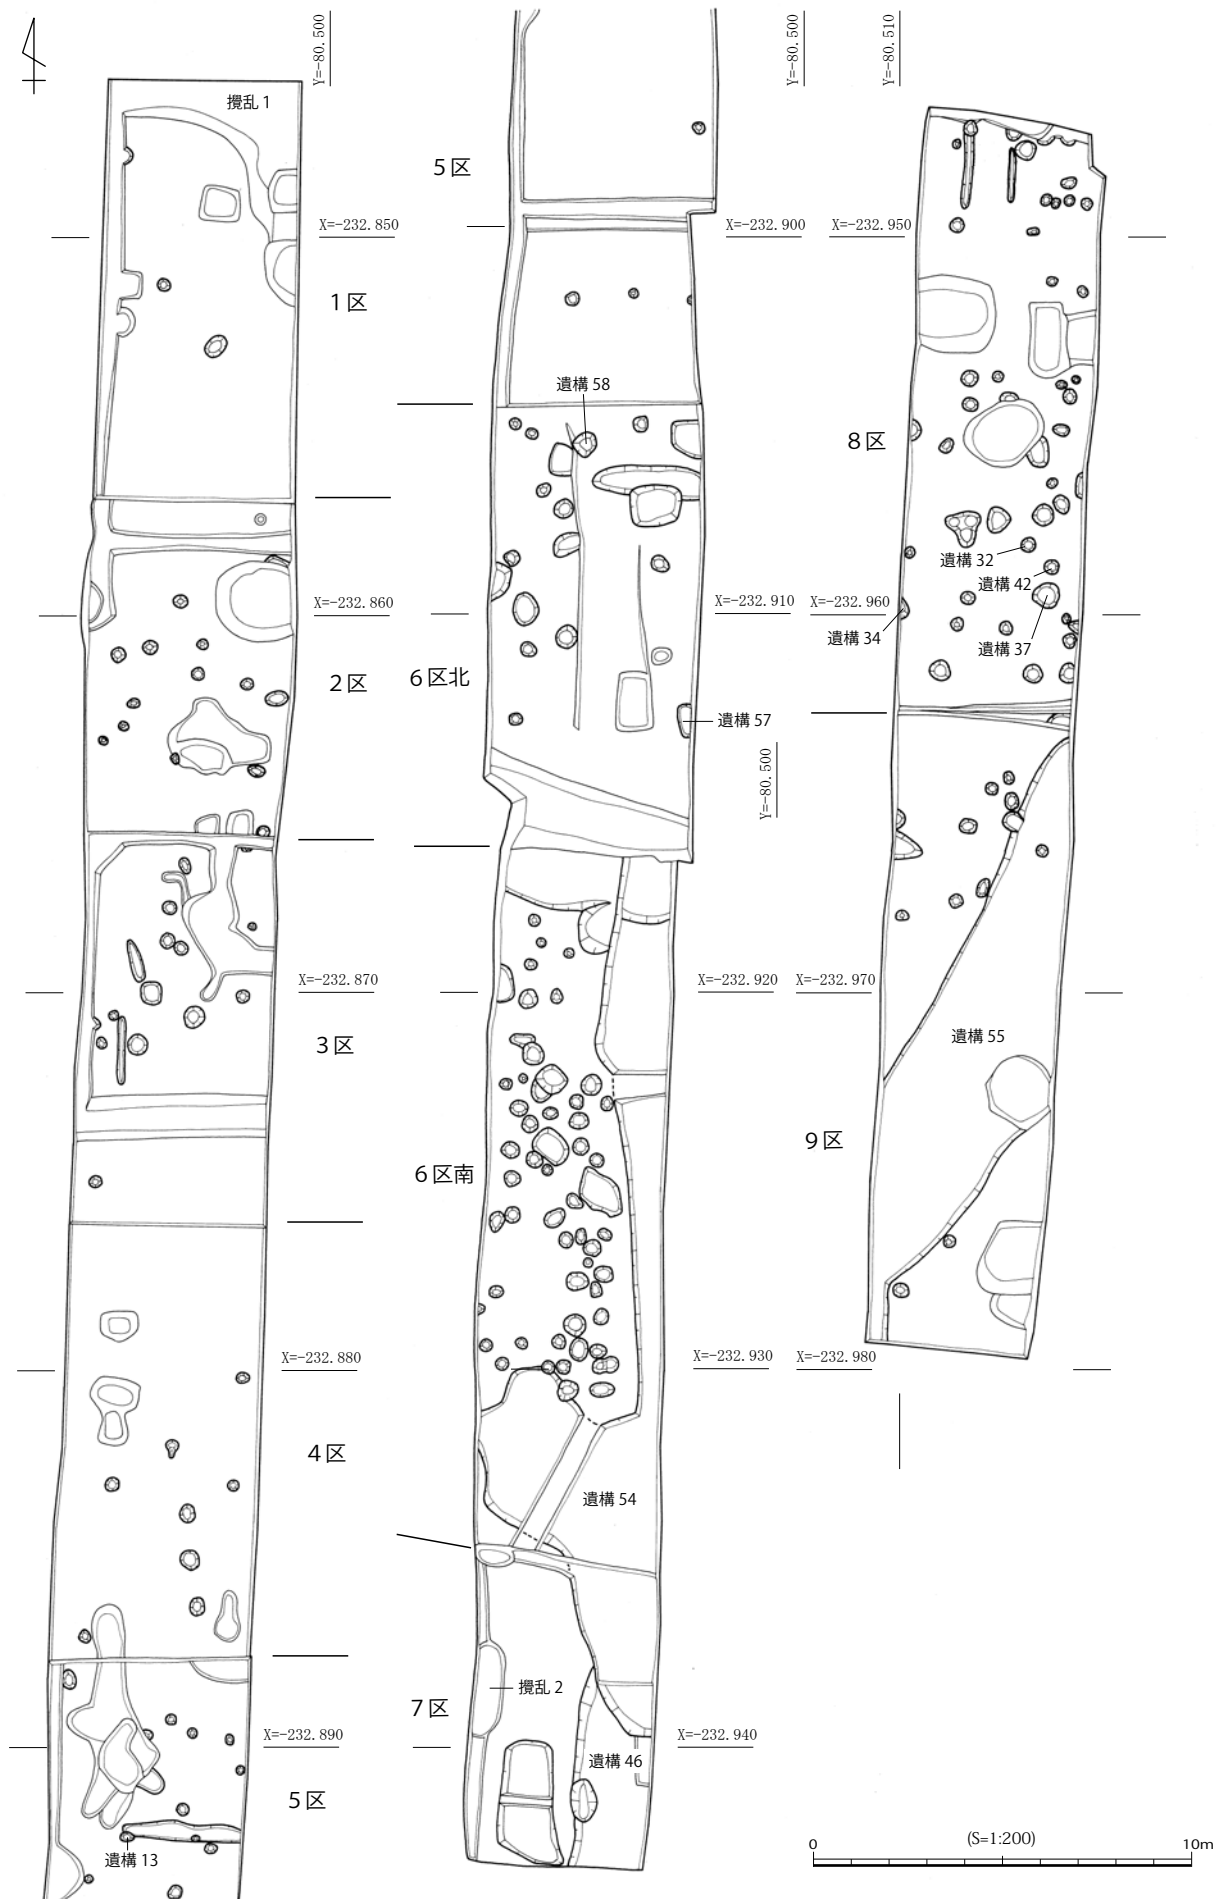 Y=-80.500
攪乱 1
X=-232.850
1区
X=-232.860
2区
X=-232.870
3区
X=-232.880
4区
X=-232.890
5区
遺構 13
Y=-80.500
5区
X=-232.900
遺構 58
X=-232.910
6区北
遺構 57
Y=-80.500
X=-232.920
6区南
X=-232.930
遺構 54
攪乱 2
7区
X=-232.940
遺構 46
Y=-80.510
X=-232.950
8区
遺構 32
遺構 42
X=-232.960
遺構 34
遺構 37
X=-232.970
遺構 55
9区
X=-232.980
0
(S=1:200)
10m